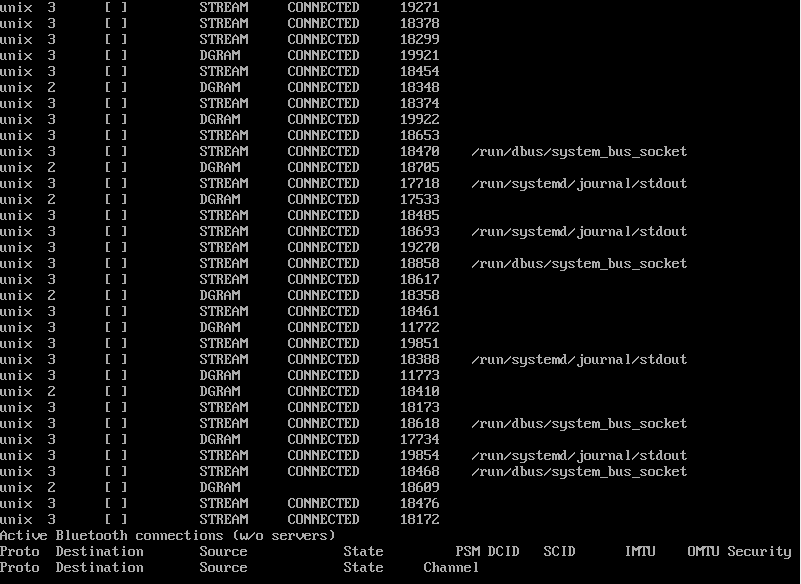 unix  3      [ ]         STREAM     CONNECTED     19271
unix  3      [ ]         STREAM     CONNECTED     18378
unix  3      [ ]         STREAM     CONNECTED     18299
unix  3      [ ]         DGRAM      CONNECTED     19921
unix  3      [ ]         STREAM     CONNECTED     18454
unix  2      [ ]         DGRAM      CONNECTED     18348
unix  3      [ ]         STREAM     CONNECTED     18374
unix  3      [ ]         DGRAM      CONNECTED     19922
unix  3      [ ]         STREAM     CONNECTED     18653
unix  3      [ ]         STREAM     CONNECTED     18470    /run/dbus/system_bus_socket
unix  2      [ ]         DGRAM      CONNECTED     18705
unix  3      [ ]         STREAM     CONNECTED     17718    /run/systemd/journal/stdout
unix  2      [ ]         DGRAM      CONNECTED     17533
unix  3      [ ]         STREAM     CONNECTED     18485
unix  3      [ ]         STREAM     CONNECTED     18693    /run/systemd/journal/stdout
unix  3      [ ]         STREAM     CONNECTED     19270
unix  3      [ ]         STREAM     CONNECTED     18858    /run/dbus/system_bus_socket
unix  3      [ ]         STREAM     CONNECTED     18617
unix  2      [ ]         DGRAM      CONNECTED     18358
unix  3      [ ]         STREAM     CONNECTED     18461
unix  3      [ ]         DGRAM      CONNECTED     11772
unix  3      [ ]         STREAM     CONNECTED     19851
unix  3      [ ]         STREAM     CONNECTED     18388    /run/systemd/journal/stdout
unix  3      [ ]         DGRAM      CONNECTED     11773
unix  2      [ ]         DGRAM      CONNECTED     18410
unix  3      [ ]         STREAM     CONNECTED     18173
unix  3      [ ]         STREAM     CONNECTED     18618    /run/dbus/system_bus_socket
unix  3      [ ]         DGRAM      CONNECTED     17734
unix  3      [ ]         STREAM     CONNECTED     19854    /run/systemd/journal/stdout
unix  3      [ ]         STREAM     CONNECTED     18468    /run/dbus/system_bus_socket
unix  2      [ ]         DGRAM                    18609
unix  3      [ ]         STREAM     CONNECTED     18476
unix  3      [ ]         STREAM     CONNECTED     18172
Active Bluetooth connections (w/o servers)
Proto  Destination       Source            State         PSM DCID   SCID      IMTU    OMTU Security
Proto  Destination       Source            State     Channel